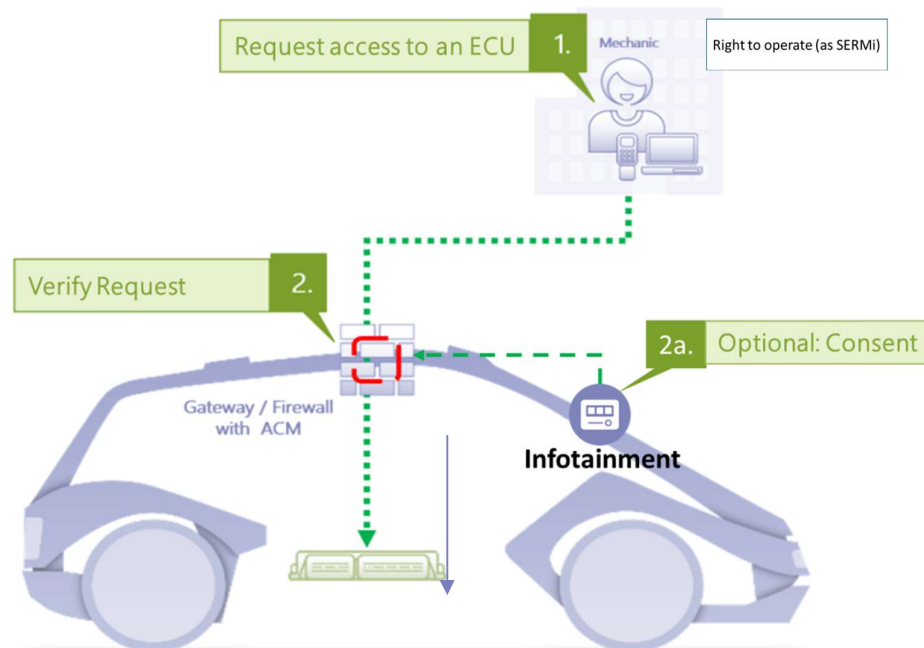 Request access to an ECU
1.
Mechanic
Right to operate (as SERMi)
Verify Request
2.
2a.
Optional: Consent
Gateway / Firewall
with ACM
Infotainment